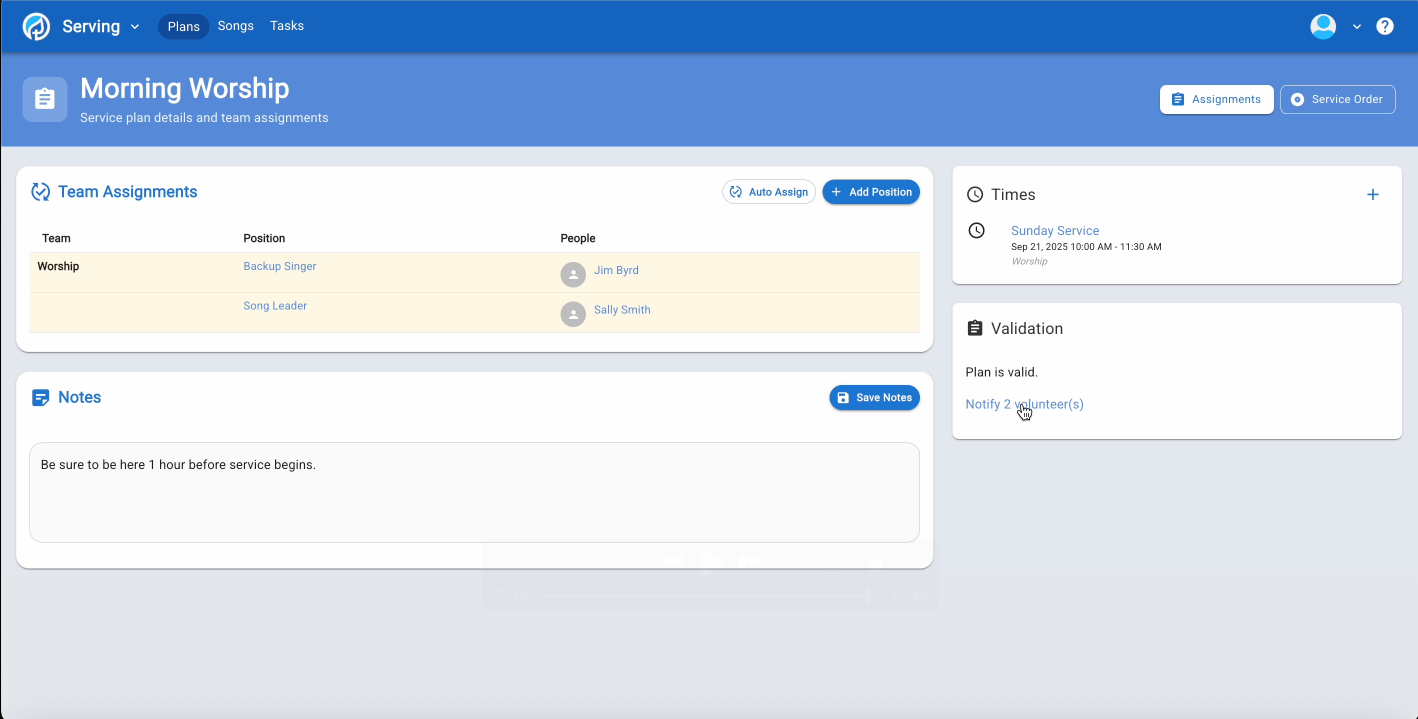 Serving Plans Songs Tasks
Morning Worship
Service plan details and team assignments
Assignments Service Order
Team Assignments
Auto Assign + Add Position
Team Position People
Worship Backup Singer Jim Byrd
Song Leader Sally Smith
Notes
Save Notes
Be sure to be here 1 hour before service begins.
Times +
Sunday Service
Sep 21, 2025 10:00 AM - 11:30 AM
Worship
Validation
Plan is valid.
Notify 2 volunteer(s)